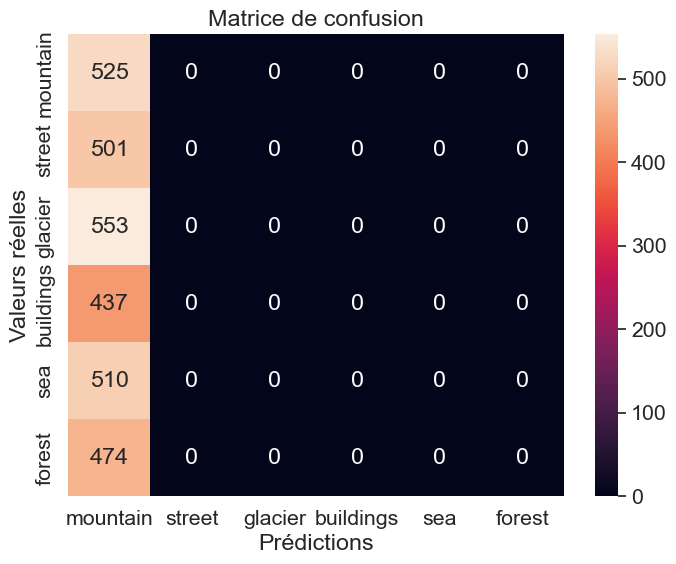 Matrice de confusion
Valeurs réelles
mountain 525 0 0 0 0 0
street 501 0 0 0 0 0
glacier 553 0 0 0 0 0
buildings 437 0 0 0 0 0
sea 510 0 0 0 0 0
forest 474 0 0 0 0 0
mountain street glacier buildings sea forest
Prédictions
500
400
300
200
100
0